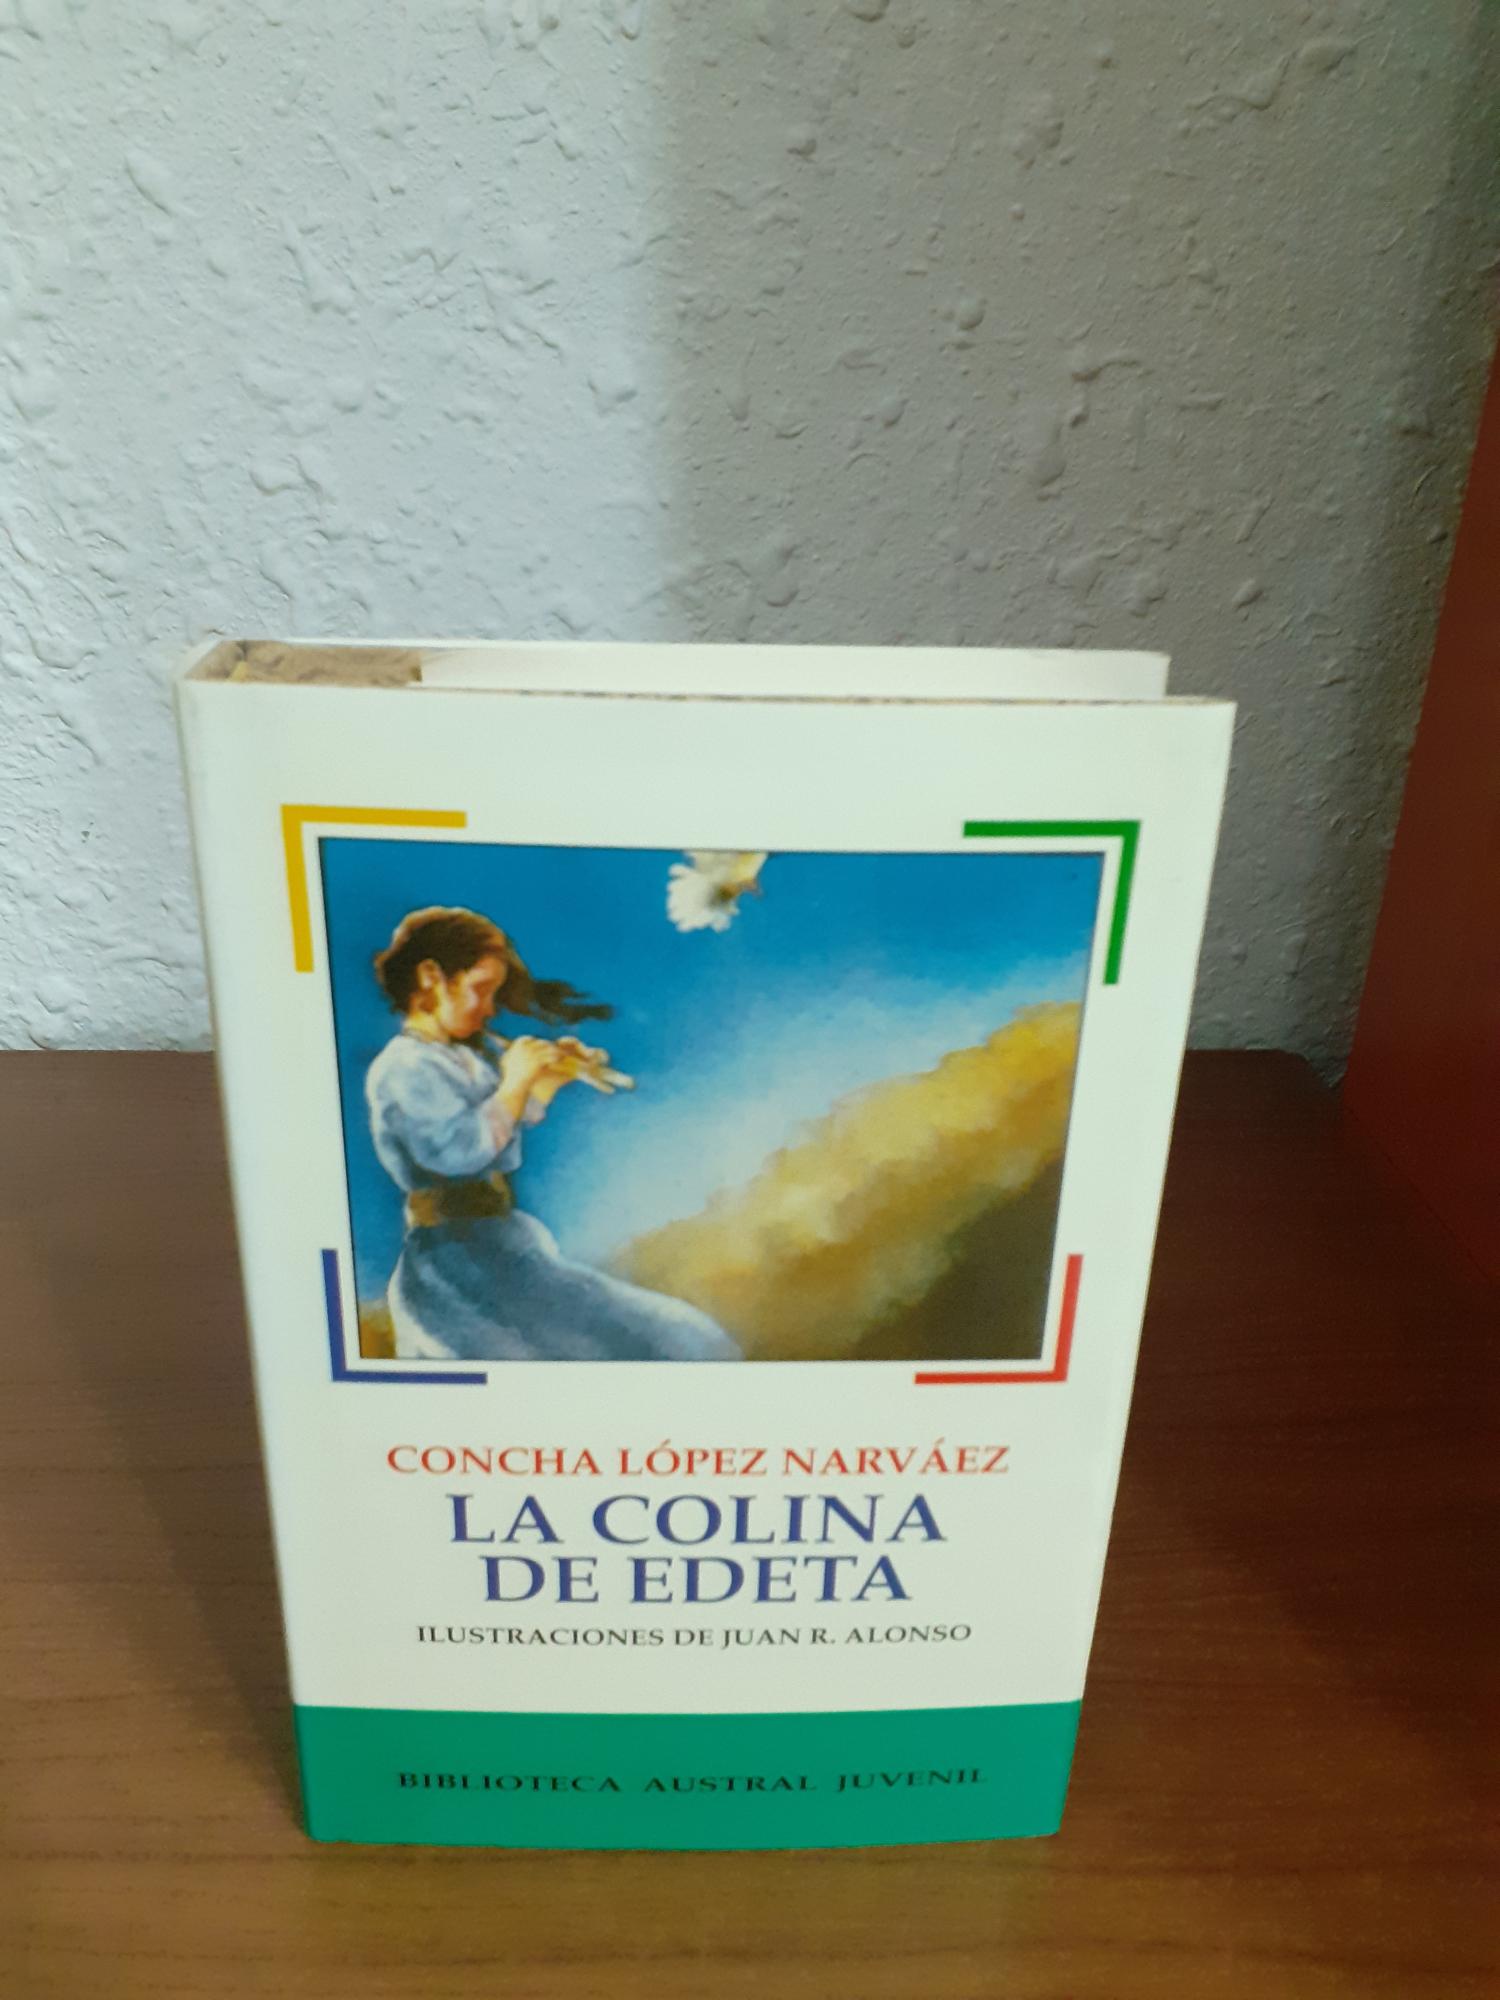 CONCHA LÓPEZ NARVÁEZ
LA COLINA
DE EDETA
ILUSTRACIONES DE JUAN R. ALONSO
BIBLIOTECA AUSTRAL JUVENIL